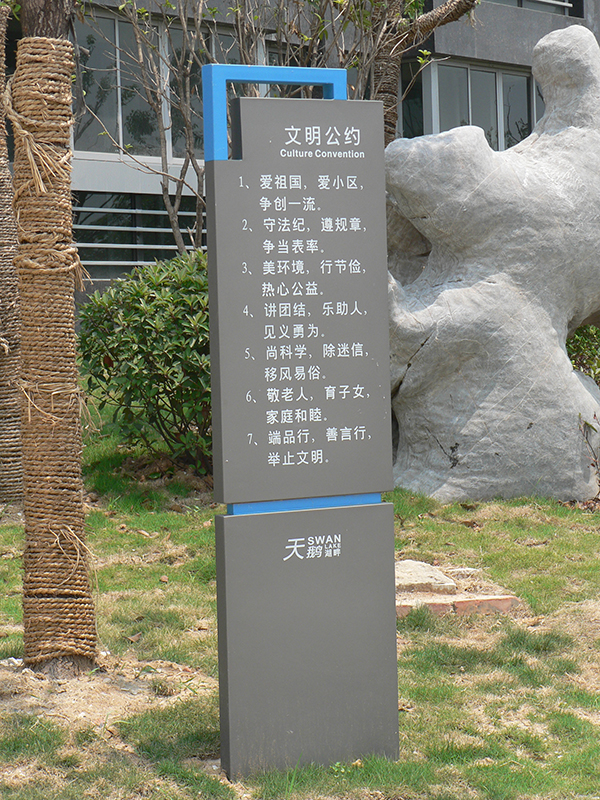 文明公约
Culture Convention
1、爱祖国，爱小区，
争创一流。
2、守法纪，遵规章，
争当表率。
3、美环境，行节俭，
热心公益。
4、讲团结，乐助人，
见义勇为。
5、尚科学，除迷信，
移风易俗。
6、敬老人，育子女，
家庭和睦。
7、端品行，善言行，
举止文明。
天鹅湖畔
SWAN
LAKE